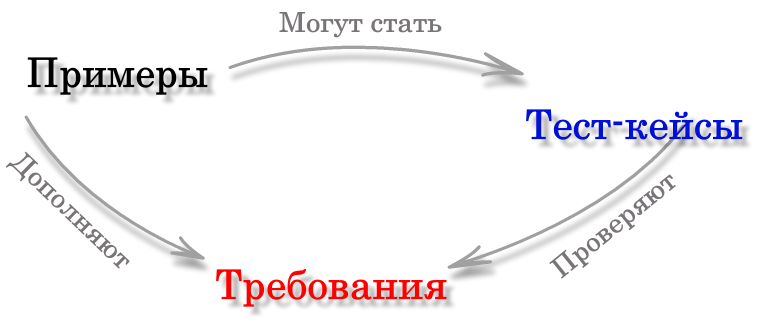 Могут стать
Примеры
Тест-кейсы
Дополняют
Проверяют
Требования